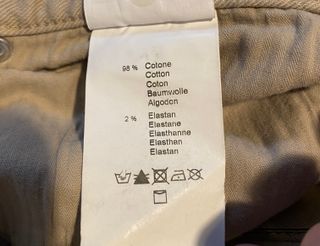 98 % Cotone
Cotton
Coton
Baumwolle
Algodon
2 % Elastan
Elastane
Elasthanne
Elasthan
Elastan